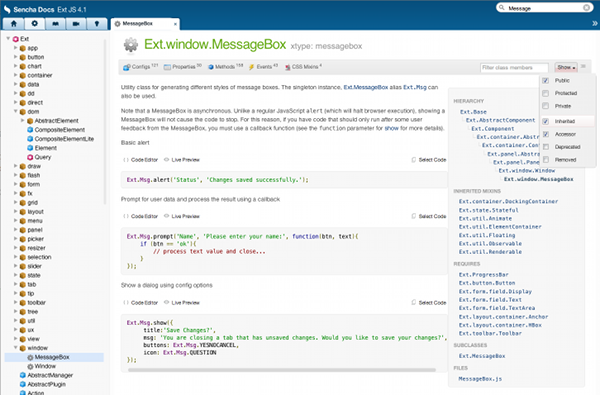 Sencha Docs Ext JS 4.1
Message
MessageBox
Ext
app
button
chart
container
data
dd
direct
dom
AbstractElement
CompositeElement
CompositeElementLite
Element
Query
draw
flash
form
fx
grid
layout
menu
panel
picker
resizer
selection
slider
state
tab
tip
toolbar
tree
util
ux
view
window
MessageBox
Window
AbstractManager
AbstractPlugin
Action
Ext.window.MessageBox xtype: messagebox
Configs Properties Methods Events CSS Mixins
Filter class members
Show
Public
Protected
Private
Inherited
Accessor
Deprecated
Removed
Utility class for generating different styles of message boxes. The singleton instance, Ext.MessageBox alias Ext.Msg can
also be used.
Note that a MessageBox is asynchronous. Unlike a regular JavaScript alert (which will halt browser execution), showing a
MessageBox will not cause the code to stop. For this reason, if you have code that should only run after some user
feedback from the MessageBox, you must use a callback function (see the function parameter for show for more details).
Basic alert
Code Editor Live Preview Select Code
Ext.Msg.alert('Status', 'Changes saved successfully.');
Prompt for user data and process the result using a callback
Code Editor Live Preview Select Code
Ext.Msg.prompt('Name', 'Please enter your name:', function(btn, text){
if (btn == 'ok'){
// process text value and close...
}
});
Show a dialog using config options
Code Editor Live Preview Select Code
Ext.Msg.show({
title:'Save Changes?',
msg: 'You are closing a tab that has unsaved changes. Would you like to save your changes?',
buttons: Ext.Msg.YESNOCANCEL,
icon: Ext.Msg.QUESTION
});
HIERARCHY
Ext.Base
Ext.AbstractComponent
Ext.Component
Ext.container.Abst
Ext.container.Con
Ext.panel.Abstra
Ext.panel.Pane
Ext.window.Window
Ext.window.MessageBox
INHERITED MIXINS
Ext.container.DockingContainer
Ext.state.Stateful
Ext.util.Animate
Ext.util.ElementContainer
Ext.util.Floating
Ext.util.Observable
Ext.util.Renderable
REQUIRES
Ext.ProgressBar
Ext.button.Button
Ext.form.field.Display
Ext.form.field.Text
Ext.form.field.TextArea
Ext.layout.container.Anchor
Ext.layout.container.HBox
Ext.toolbar.Toolbar
SUBCLASSES
Ext.MessageBox
FILES
MessageBox.js